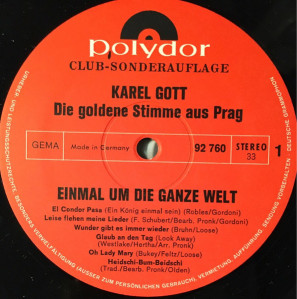 polydor
CLUB-SONDERAUFLAGE
KAREL GOTT
Die goldene Stimme aus Prag
GEMA
Made in Germany
92 760
STEREO
33
1
EINMAL UM DIE GANZE WELT
El Condor Pasa (Ein König einmal sein) (Robles/Gordoni)
Leise flehen meine Lieder (F. Schubert/Bearb. Pronk/Gordoni)
Wunder gibt es immer wieder (Bruhn/Loose)
Glaub an den Tag (Look Away)
(Westlake/Hertha/Arr. Pronk)
Oh Lady Mary (Bukey/Feltz/Loose)
Heidschi-Bum-Beidschi
(Trad./Bearb. Pronk/Olden)